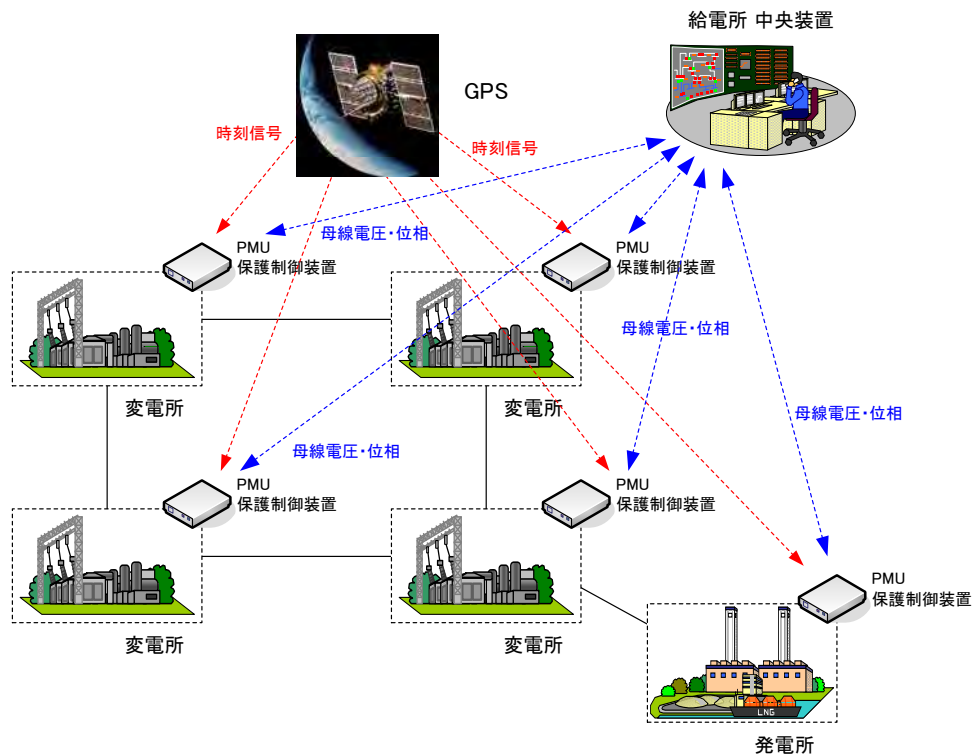 給電所 中央装置
GPS
時刻信号
時刻信号
母線電圧・位相
PMU
保護制御装置
PMU
保護制御装置
変電所
変電所
母線電圧・位相
母線電圧・位相
母線電圧・位相
PMU
保護制御装置
PMU
保護制御装置
変電所
変電所
PMU
保護制御装置
LNG
発電所